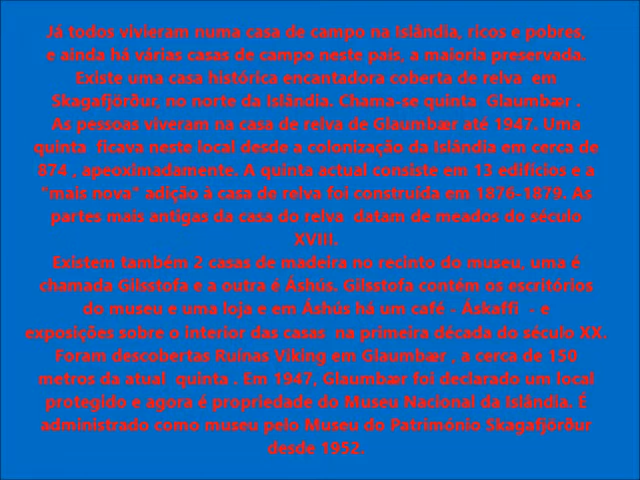 Já todos vivieram numa casa de campo na Islândia, ricos e pobres,
e ainda há várias casas de campo neste país, a maioria preservada.
Existe uma casa histórica encantadora coberta de relva em
Skagafjörður, no norte da Islândia. Chama-se quinta Glaumbær .
As pessoas viveram na casa de relva de Glaumbær até 1947. Uma
quinta ficava neste local desde a colonização da Islândia em cerca de
874 , apeoximadamente. A quinta actual consiste em 13 edifícios e a
"mais nova" adição à casa de relva foi construída em 1876-1879. As
partes mais antigas da casa do relva datam de meados do século
XVIII.
Existem também 2 casas de madeira no recinto do museu, uma é
chamada Gilsstofa e a outra é Áshús. Gilsstofa contém os escritórios
do museu e uma loja e em Áshús há um café - Áskaffi - e
exposições sobre o interior das casas na primeira década do século XX.
Foram descobertas Ruínas Viking em Glaumbær , a cerca de 150
metros da atual quinta . Em 1947, Glaumbær foi declarado um local
protegido e agora é propriedade do Museu Nacional da Islândia. É
administrado como museu pelo Museu do Património Skagafjörður
desde 1952.